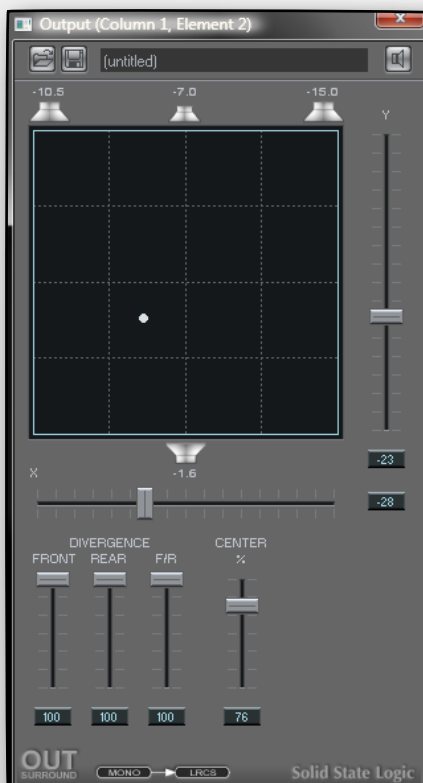 Output (Column 1, Element 2)
x
(untitled)
-10.5 -7.0 -15.0
Y
-23
X -1.6
-28
DIVERGENCE CENTER
FRONT REAR F/R %
100 100 100 76
OUT
SURROUND MONO LRCS Solid State Logic